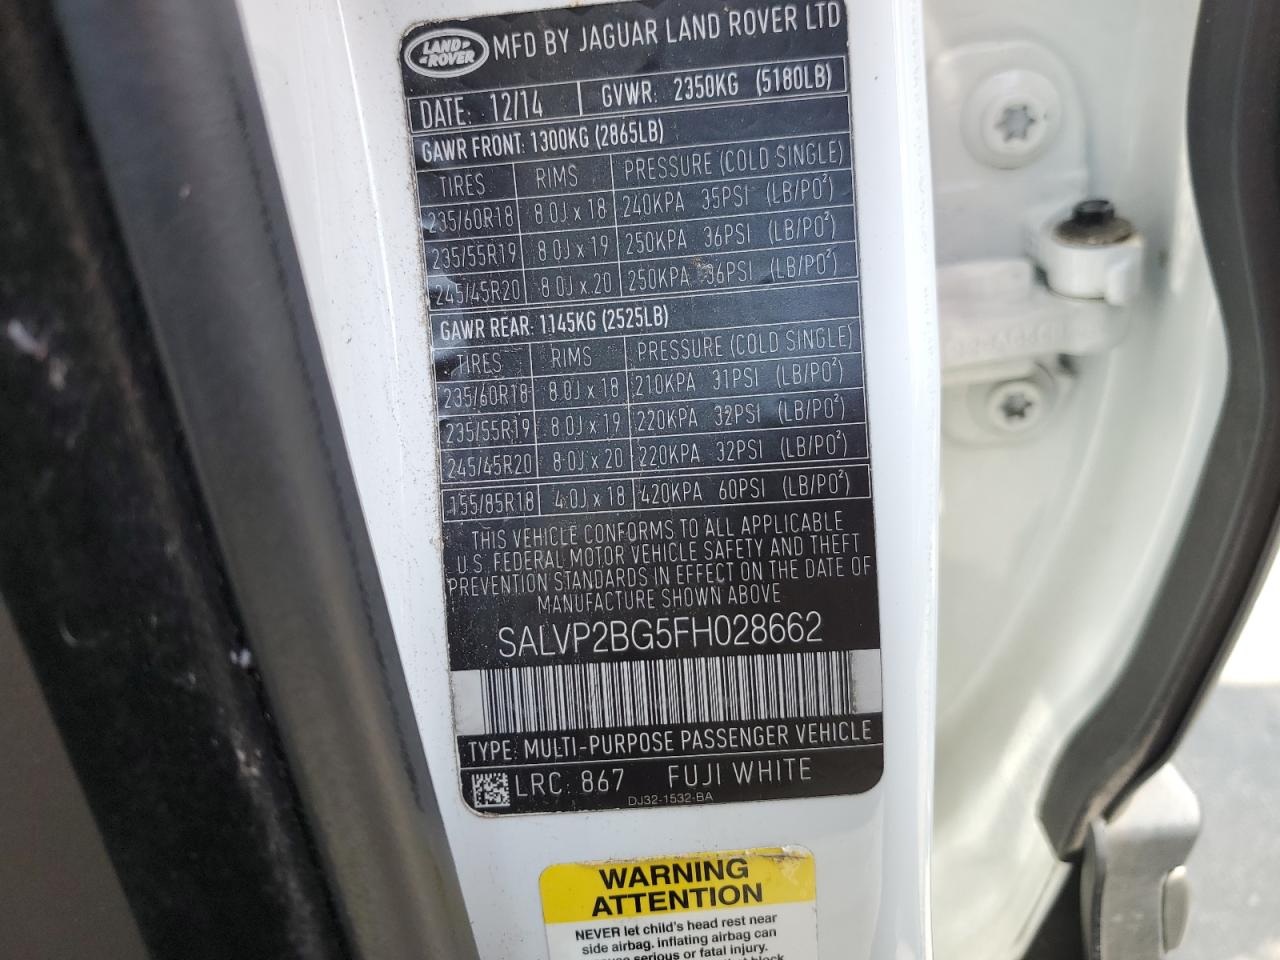 LAND ROVER MFD BY JAGUAR LAND ROVER LTD
DATE: 12/14 GVWR: 2350KG (5180LB)
GAWR FRONT: 1300KG (2865LB)
TIRES RIMS PRESSURE (COLD SINGLE)
235/60R18 8.0J x 18 240KPA 35PSI (LB/PO²)
235/55R19 8.0J x 19 250KPA 36PSI (LB/PO²)
245/45R20 8.0J x 20 250KPA 36PSI (LB/PO²)
GAWR REAR: 1145KG (2525LB)
TIRES RIMS PRESSURE (COLD SINGLE)
235/60R18 8.0J x 18 210KPA 31PSI (LB/PO²)
235/55R19 8.0J x 19 220KPA 32PSI (LB/PO²)
245/45R20 8.0J x 20 220KPA 32PSI (LB/PO²)
155/85R18 4.0J x 18 420KPA 60PSI (LB/PO²)
THIS VEHICLE CONFORMS TO ALL APPLICABLE
U.S. FEDERAL MOTOR VEHICLE SAFETY AND THEFT
PREVENTION STANDARDS IN EFFECT ON THE DATE OF
MANUFACTURE SHOWN ABOVE
SALVP2BG5FH028662
TYPE: MULTI-PURPOSE PASSENGER VEHICLE
LRC: 867 FUJI WHITE
DJ32-1532-BA
WARNING
ATTENTION
NEVER let child's head rest near
side airbag. inflating airbag can
serious or fatal injury.
block